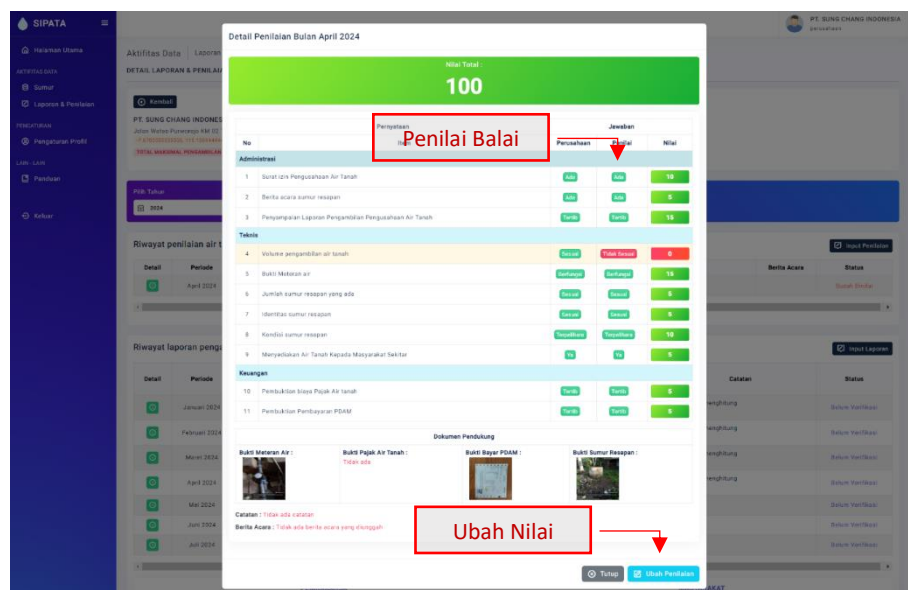 SIPATA
PT. SUNG CHANG INDONESIA
perusahaan
Halaman Utama
AKTIFITAS DATA
Sumur
Laporan & Penilaian
PENGATURAN
Pengaturan Profil
LAIN - LAIN
Panduan
Keluar
Aktifitas Data
Laporan
DETAIL LAPORAN & PENILAI
Kembali
PT. SUNG CHANG INDONES
Pilih Tahun
2024
Riwayat penilaian air t
Input Penilaian
Detail Periode Berita Acara Status
April 2024
Riwayat laporan peng
Input Laporan
Detail Periode Catatan Status
Januari 2024 Belum Verifikasi
Februari 2024 Belum Verifikasi
Maret 2024 Belum Verifikasi
April 2024 Belum Verifikasi
Mei 2024 Belum Verifikasi
Juni 2024 Belum Verifikasi
Juli 2024 Belum Verifikasi
Detail Penilaian Bulan April 2024
Nilai Total :
100
Penilai Balai
Pernyataan Jawaban
No Item Perusahaan Penilai Nilai
Administrasi
1 Surat Izin Pengusahaan Air Tanah Ada Ada 10
2 Berita acara sumur resapan Ada Ada 5
3 Penyampaian Laporan Pengambilan Pengusahaan Air Tanah Tertib Tertib 15
Teknis
4 Volume pengambilan air tanah Sesuai Tidak Sesuai 0
5 Bukti Meteran air Berfungsi Berfungsi 15
6 Jumlah sumur resapan yang ada Sesuai Sesuai 5
7 Identitas sumur resapan Sesuai Sesuai 5
8 Kondisi sumur resapan Terpelihara Terpelihara 10
9 Menyediakan Air Tanah Kepada Masyarakat Sekitar Ya Ya 5
Keuangan
10 Pembuktian biaya Pajak Air tanah Tertib Tertib 5
11 Pembuktian Pembayaran PDAM Tertib Tertib 5
Dokumen Pendukung
Bukti Meteran Air : Bukti Pajak Air Tanah : Bukti Bayar PDAM : Bukti Sumur Resapan :
Tidak ada
Catatan : Tidak ada catatan
Berita Acara : Tidak ada berita acara yang diunggah
Ubah Nilai
Tutup
Ubah Penilaian